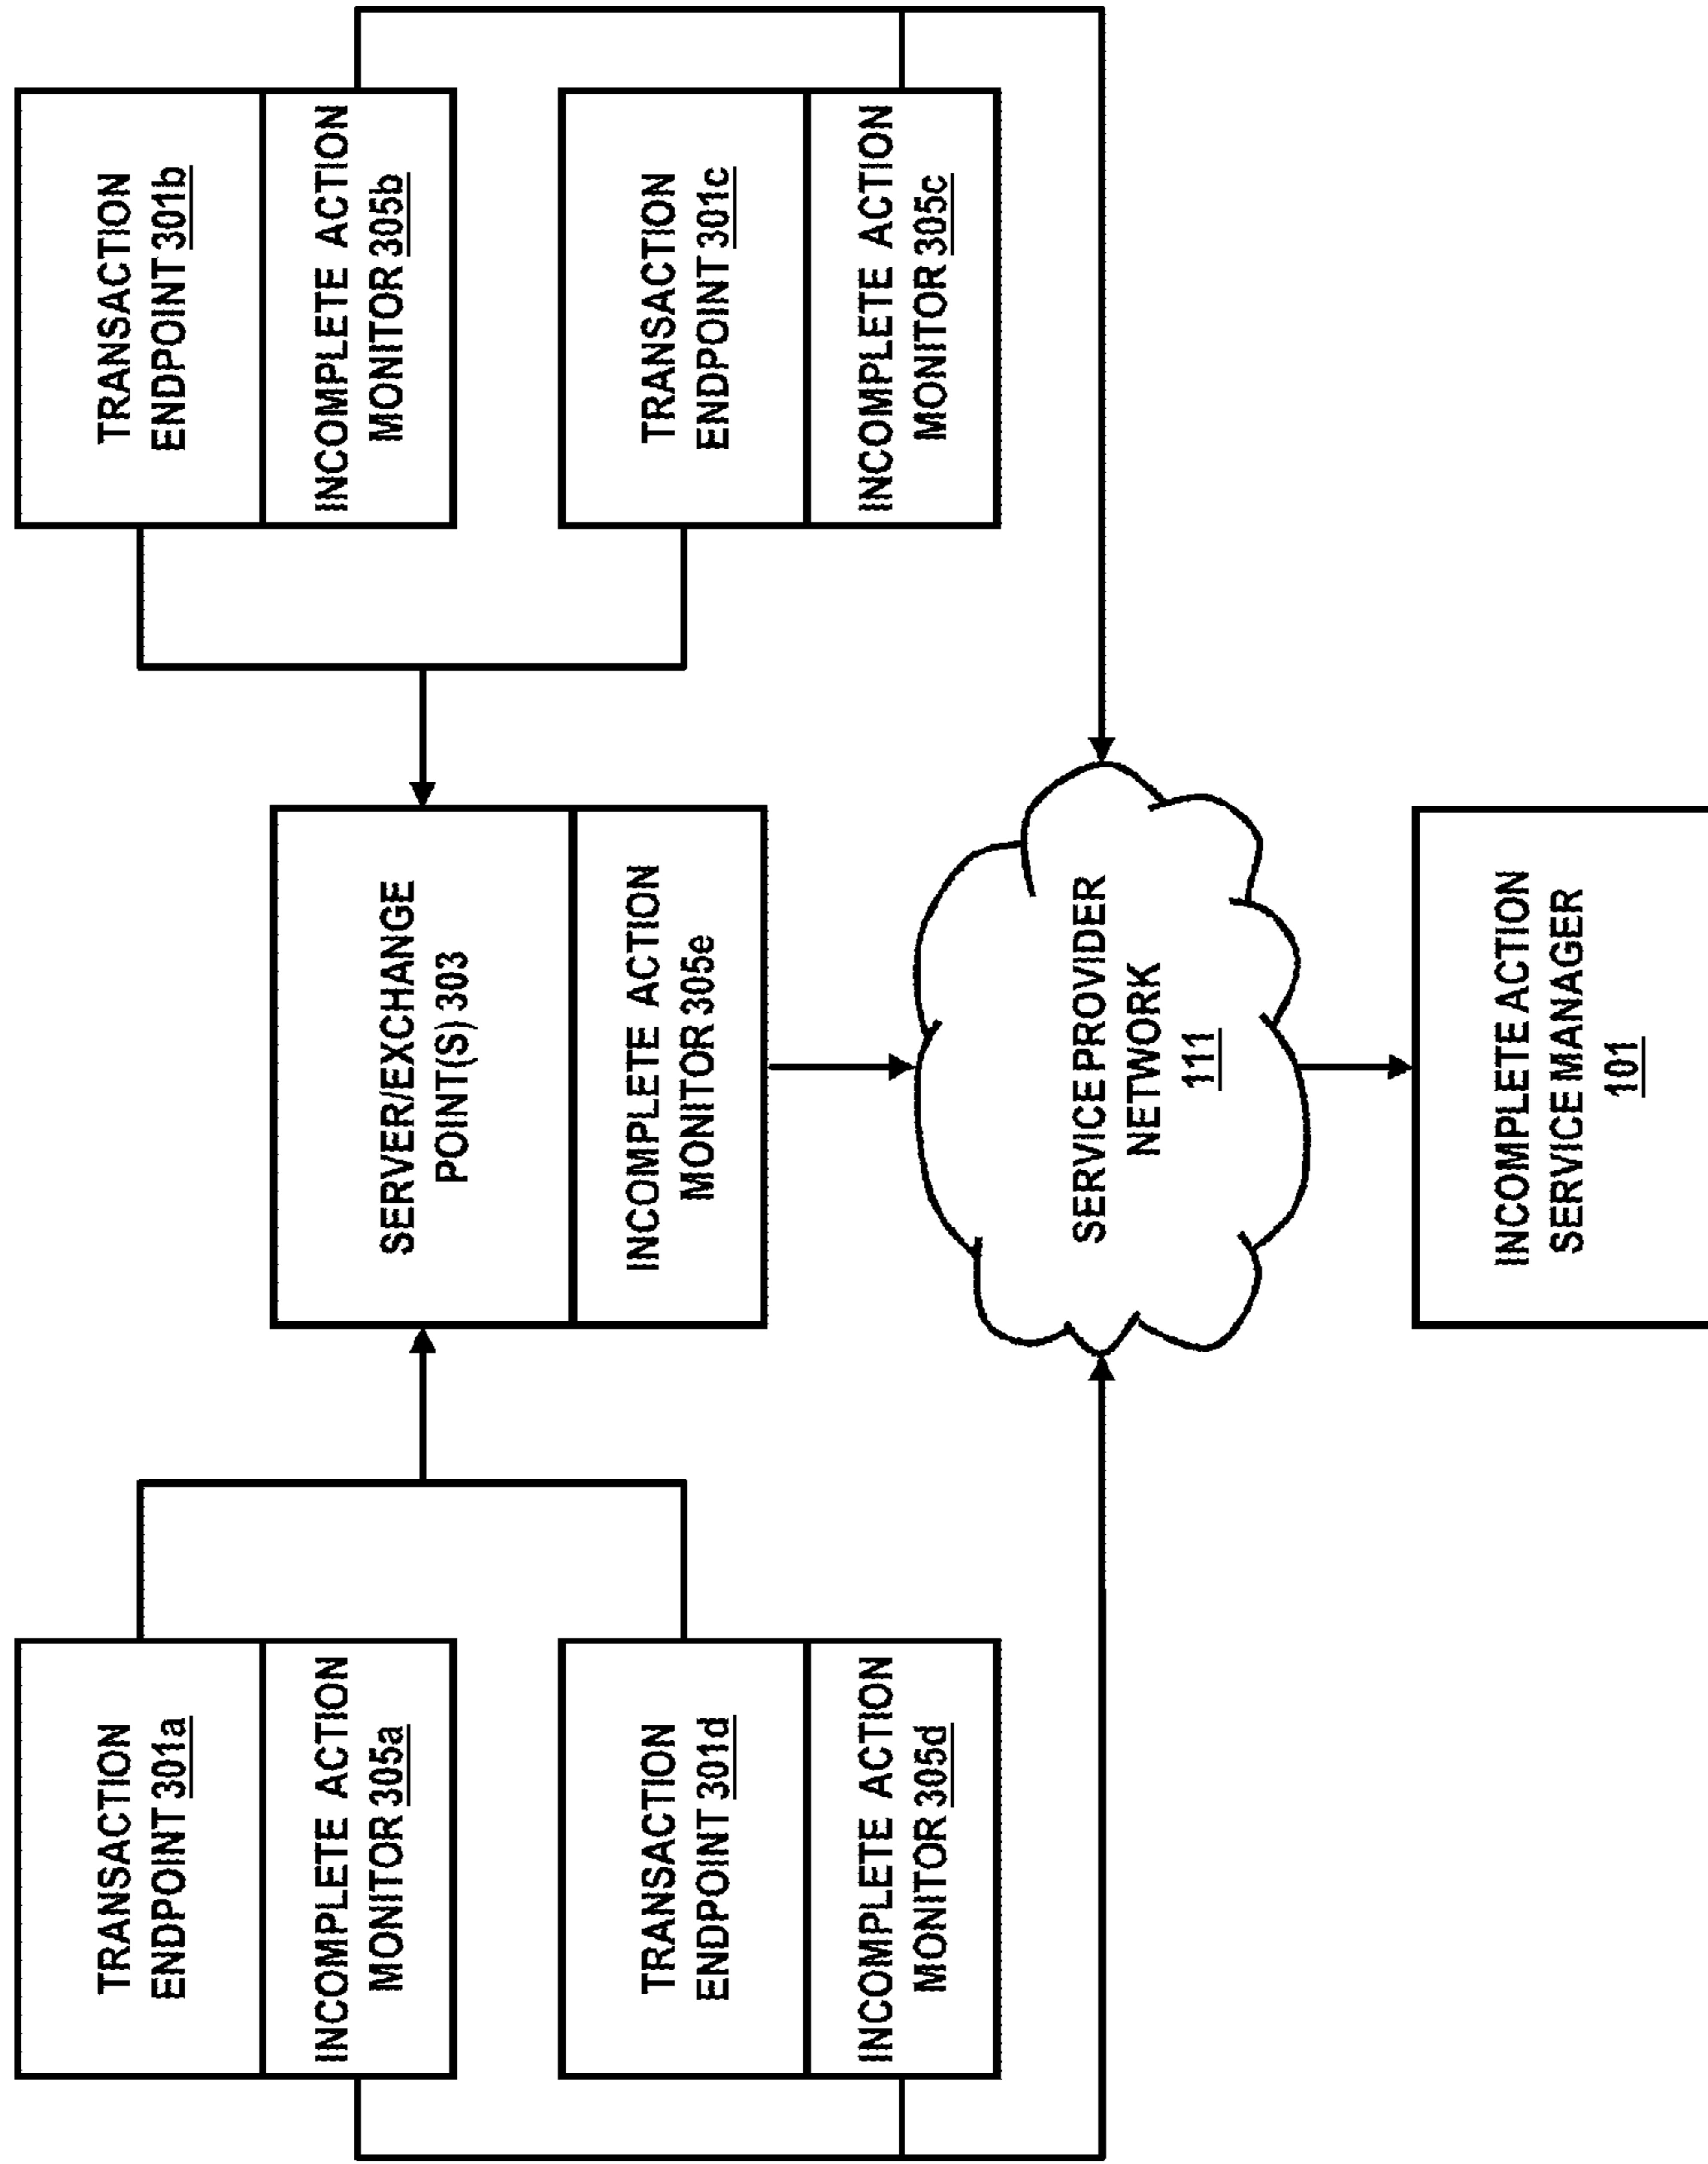 TRANSACTION
ENDPOINT 301a
INCOMPLETE ACTION
MONITOR 305a
TRANSACTION
ENDPOINT 301d
INCOMPLETE ACTION
MONITOR 305d
SERVER/EXCHANGE
POINT(S) 303
INCOMPLETE ACTION
MONITOR 305e
TRANSACTION
ENDPOINT 301b
INCOMPLETE ACTION
MONITOR 305b
TRANSACTION
ENDPOINT 301c
INCOMPLETE ACTION
MONITOR 305c
SERVICE PROVIDER
NETWORK
111
INCOMPLETE ACTION
SERVICE MANAGER
101